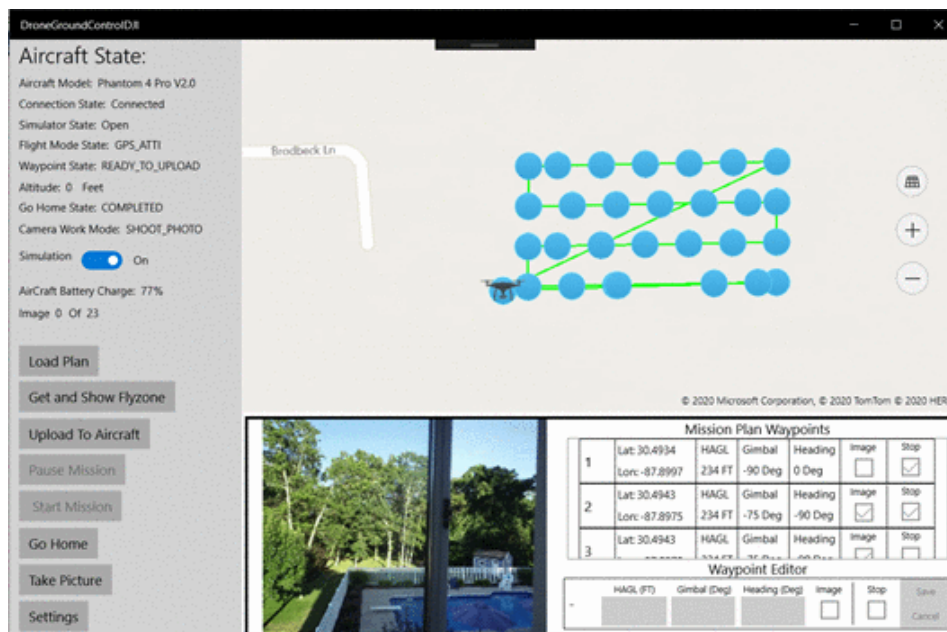 DroneGroundControlDJI
Aircraft State:
Aircraft Model: Phantom 4 Pro V2.0
Connection State: Connected
Simulator State: Open
Flight Mode State: GPS_ATTI
Waypoint State: READY_TO_UPLOAD
Altitude: 0 Feet
Go Home State: COMPLETED
Camera Work Mode: SHOOT_PHOTO
Simulation On
AirCraft Battery Charge: 77%
Image 0 Of 23
Load Plan
Get and Show Flyzone
Upload To Aircraft
Pause Mission
Start Mission
Go Home
Take Picture
Settings
Brodbeck Ln
© 2020 Microsoft Corporation, © 2020 TomTom © 2020 HER
Mission Plan Waypoints
1 Lat: 30.4934 HAGL Gimbal Heading Image Stop
Lon: -87.8997 234 FT -90 Deg 0 Deg
2 Lat: 30.4943 HAGL Gimbal Heading Image Stop
Lon: -87.8975 234 FT -75 Deg -90 Deg
3 Lat: 30.4943 HAGL Gimbal Heading Image Stop
Waypoint Editor
- HAGL (FT) Gimbal (Deg) Heading (Deg) Image Stop Save
Cancel